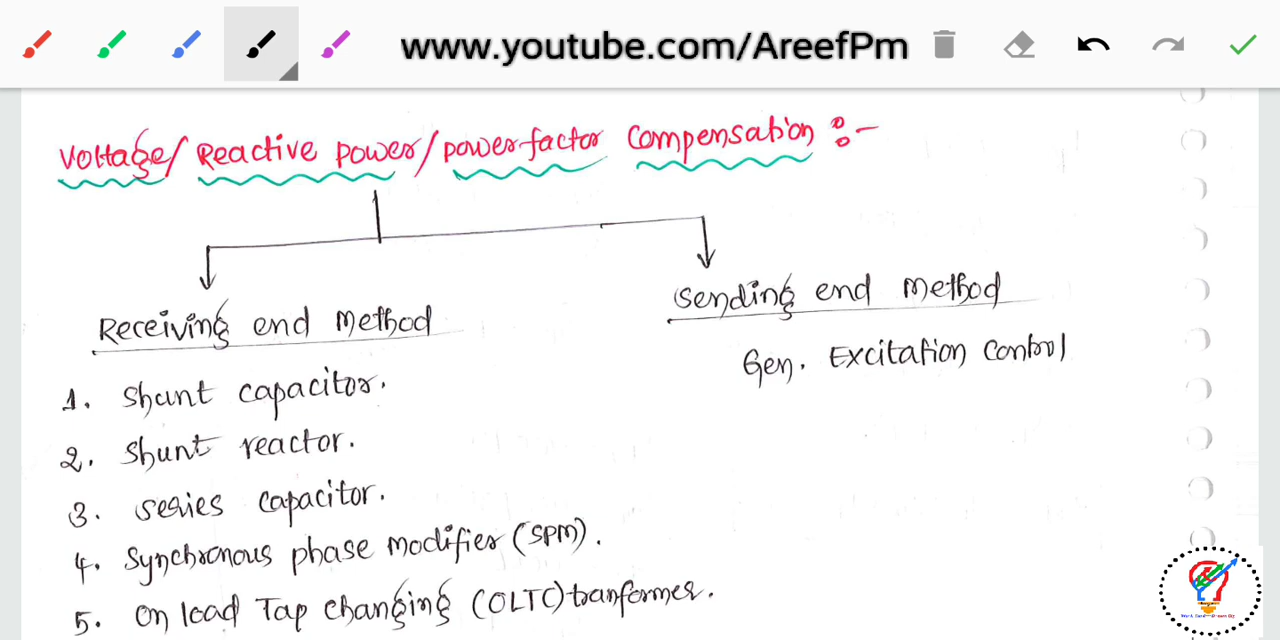 www.youtube.com/AreefPm
Voltage/Reactive power/power factor compensation :-
Receiving end Method
Sending end Method
Gen. Excitation Control
1. Shunt capacitor.
2. Shunt reactor.
3. Series capacitor.
4. Synchronous phase modifier (SPM).
5. On load Tap changing (OLTC) tranformer.